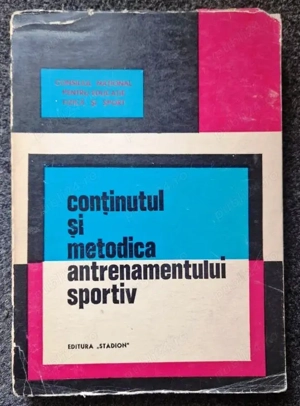 conținutul
și
metodica
antrenamentului
sportiv
EDITURA „STADION”